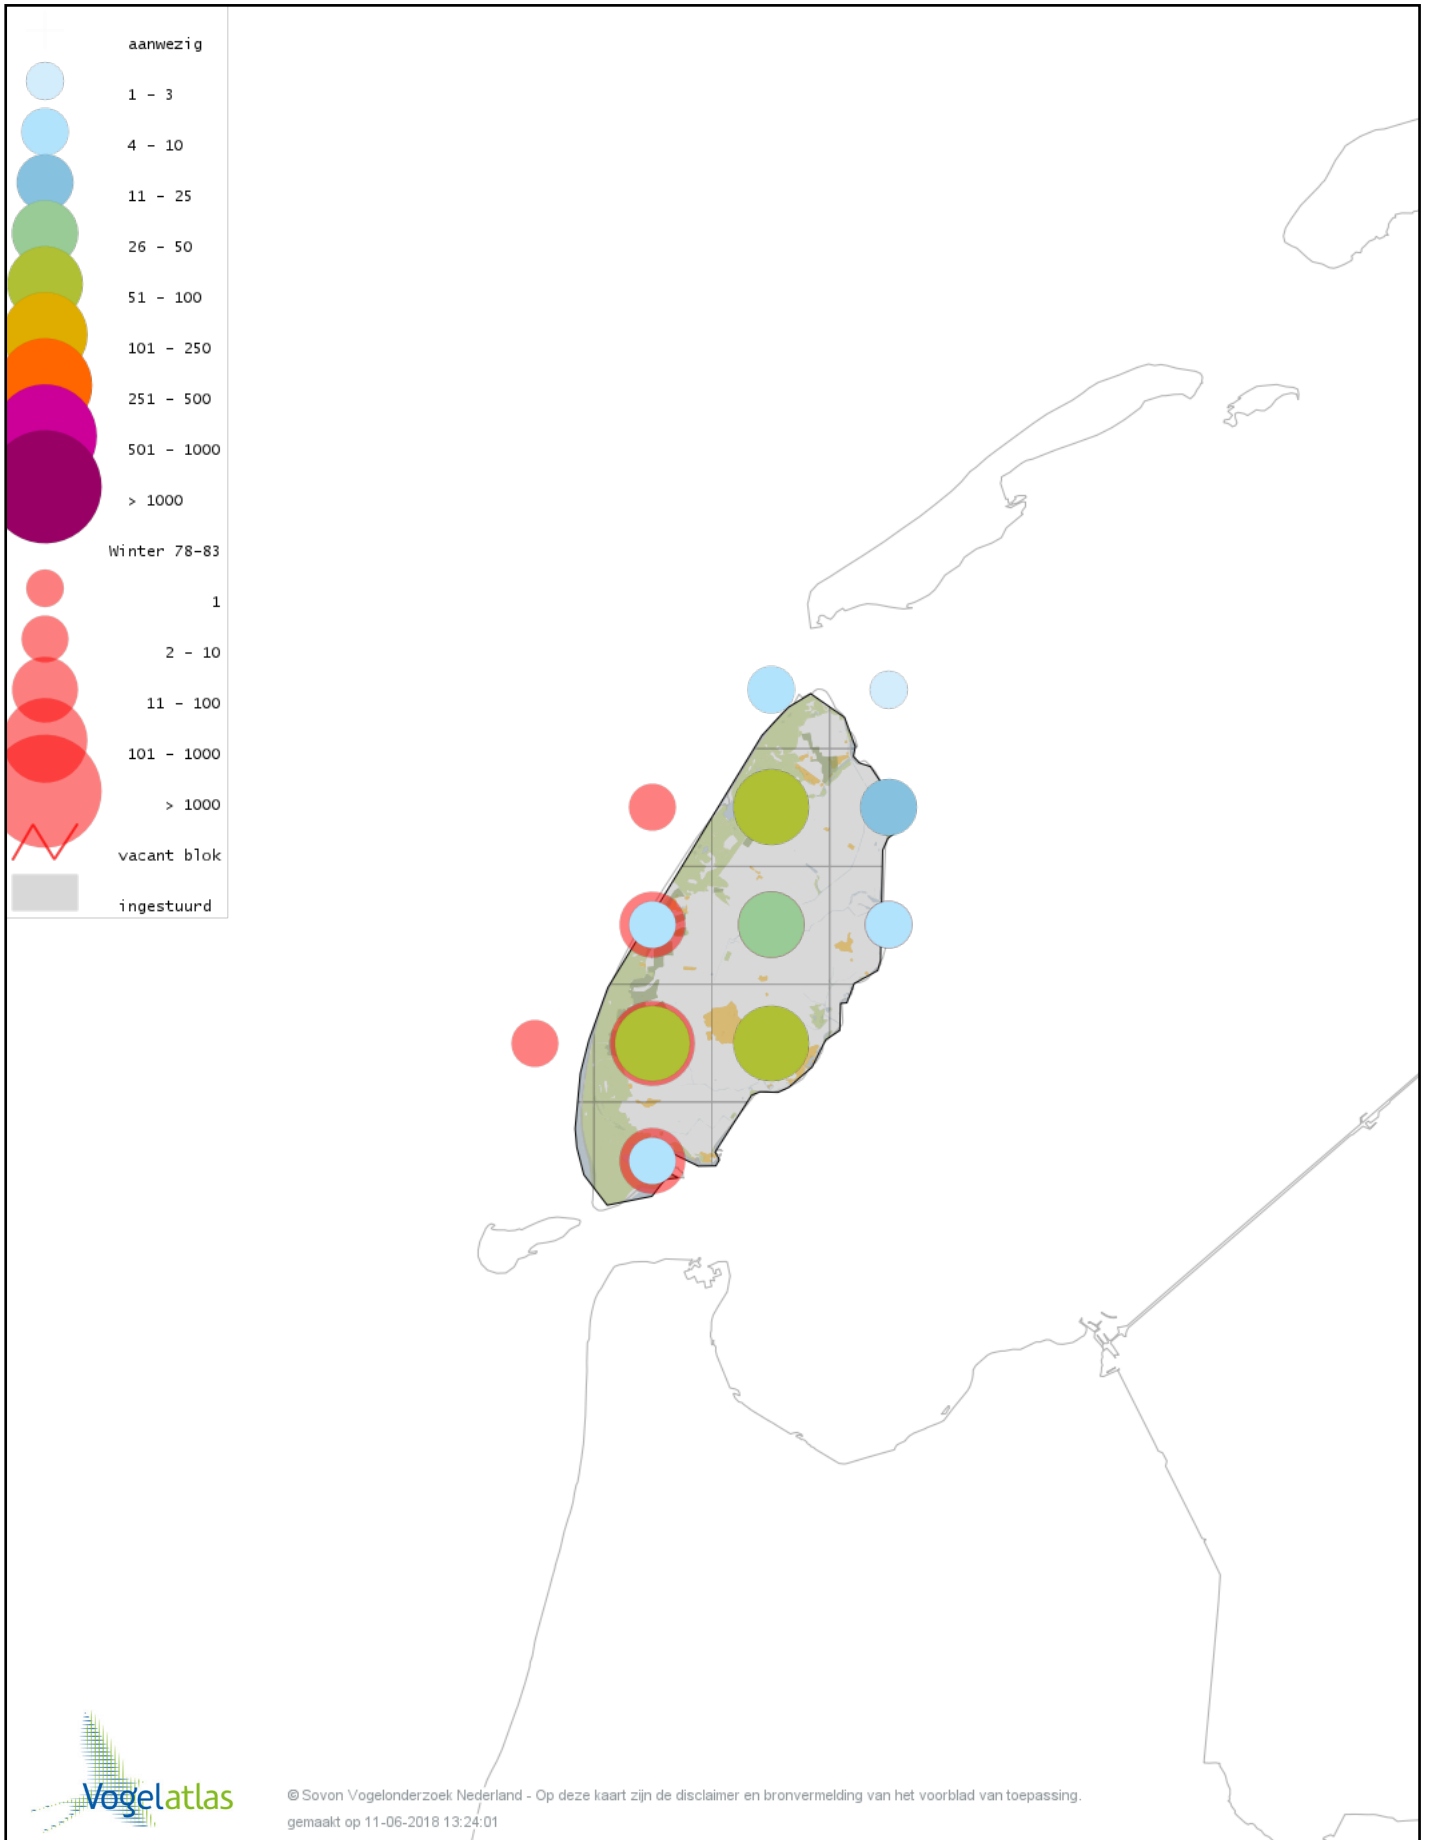 aanwezig
1 - 3
4 - 10
11 - 25
26 - 50
51 - 100
101 - 250
251 - 500
501 - 1000
> 1000
Winter 78-83
1
2 - 10
11 - 100
101 - 1000
> 1000
vacant blok
ingestuurd
Vogelatlas
© Sovon Vogelonderzoek Nederland - Op deze kaart zijn de disclaimer en bronvermelding van het voorblad van toepassing.
gemaakt op 11-06-2018 13:24:01